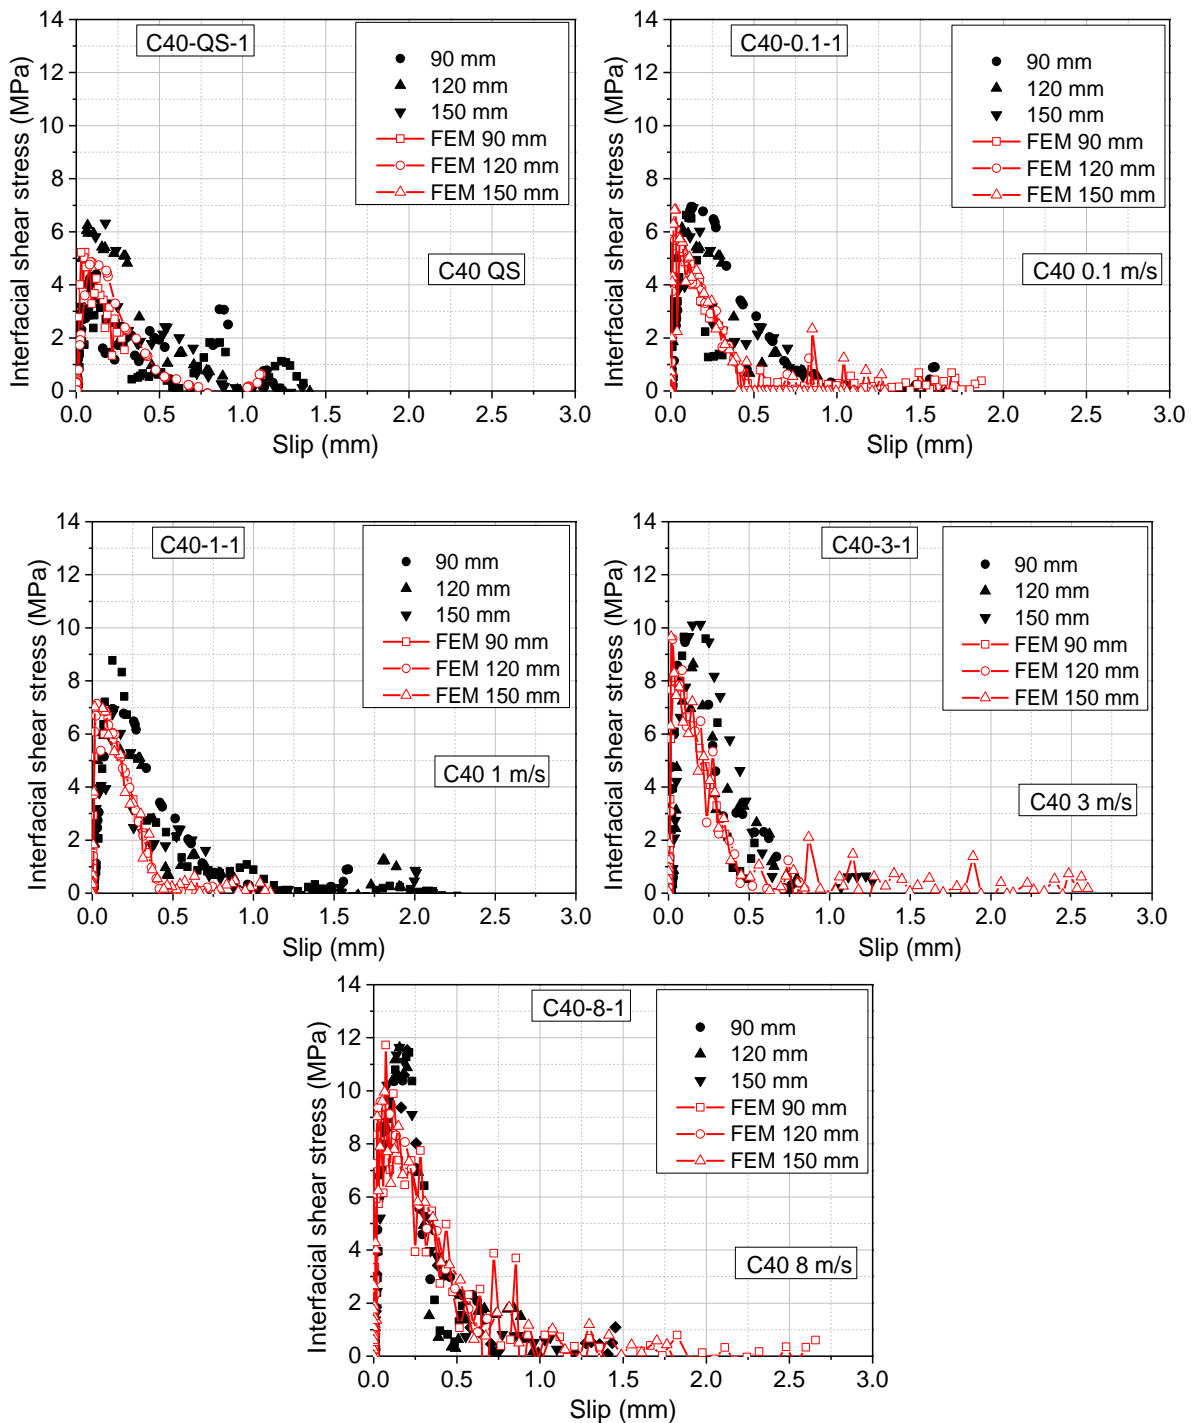 C40-QS-1
90 mm
120 mm
150 mm
FEM 90 mm
FEM 120 mm
FEM 150 mm
C40 QS
Interfacial shear stress (MPa)
14
12
10
8
6
4
2
0
0.0 0.5 1.0 1.5 2.0 2.5 3.0
Slip (mm)
C40-0.1-1
90 mm
120 mm
150 mm
FEM 90 mm
FEM 120 mm
FEM 150 mm
C40 0.1 m/s
Interfacial shear stress (MPa)
14
12
10
8
6
4
2
0
0.0 0.5 1.0 1.5 2.0 2.5 3.0
Slip (mm)
C40-1-1
90 mm
120 mm
150 mm
FEM 90 mm
FEM 120 mm
FEM 150 mm
C40 1 m/s
Interfacial shear stress (MPa)
14
12
10
8
6
4
2
0
0.0 0.5 1.0 1.5 2.0 2.5 3.0
Slip (mm)
C40-3-1
90 mm
120 mm
150 mm
FEM 90 mm
FEM 120 mm
FEM 150 mm
C40 3 m/s
Interfacial shear stress (MPa)
14
12
10
8
6
4
2
0
0.0 0.5 1.0 1.5 2.0 2.5 3.0
Slip (mm)
C40-8-1
90 mm
120 mm
150 mm
FEM 90 mm
FEM 120 mm
FEM 150 mm
C40 8 m/s
Interfacial shear stress (MPa)
14
12
10
8
6
4
2
0
0.0 0.5 1.0 1.5 2.0 2.5 3.0
Slip (mm)